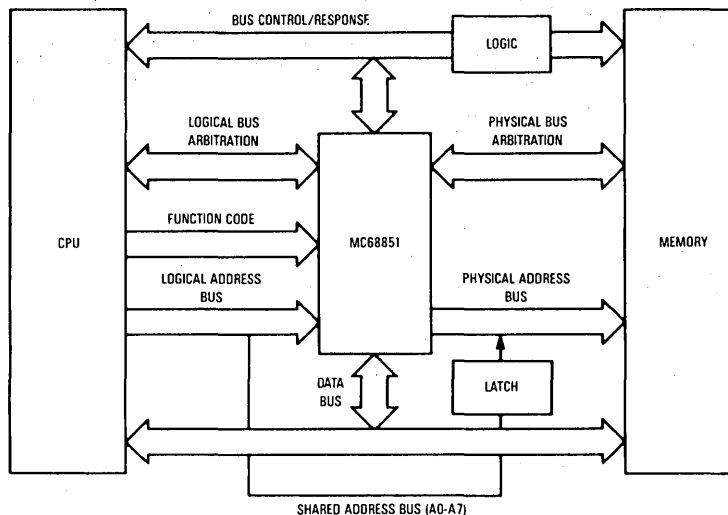 BUS CONTROL/RESPONSE
LOGIC
LOGICAL BUS
ARBITRATION
PHYSICAL BUS
ARBITRATION
FUNCTION CODE
CPU
MC68851
MEMORY
LOGICAL ADDRESS
BUS
PHYSICAL ADDRESS
BUS
DATA
BUS
LATCH
SHARED ADDRESS BUS (A0-A7)